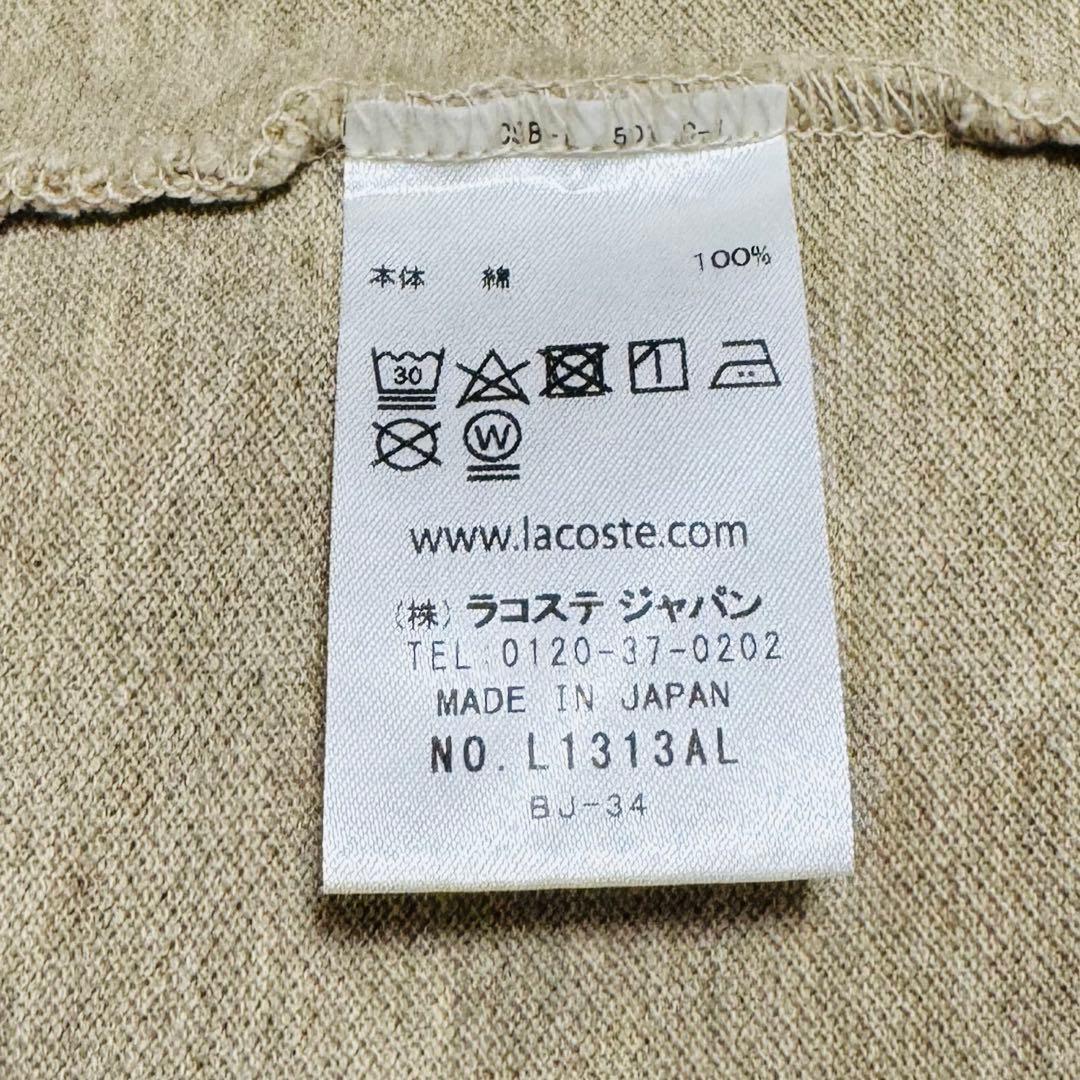 本体 綿 100%
30
W
www.lacoste.com
(株) ラコステ ジャパン
TEL.0120-37-0202
MADE IN JAPAN
NO. L1313AL
BJ-34